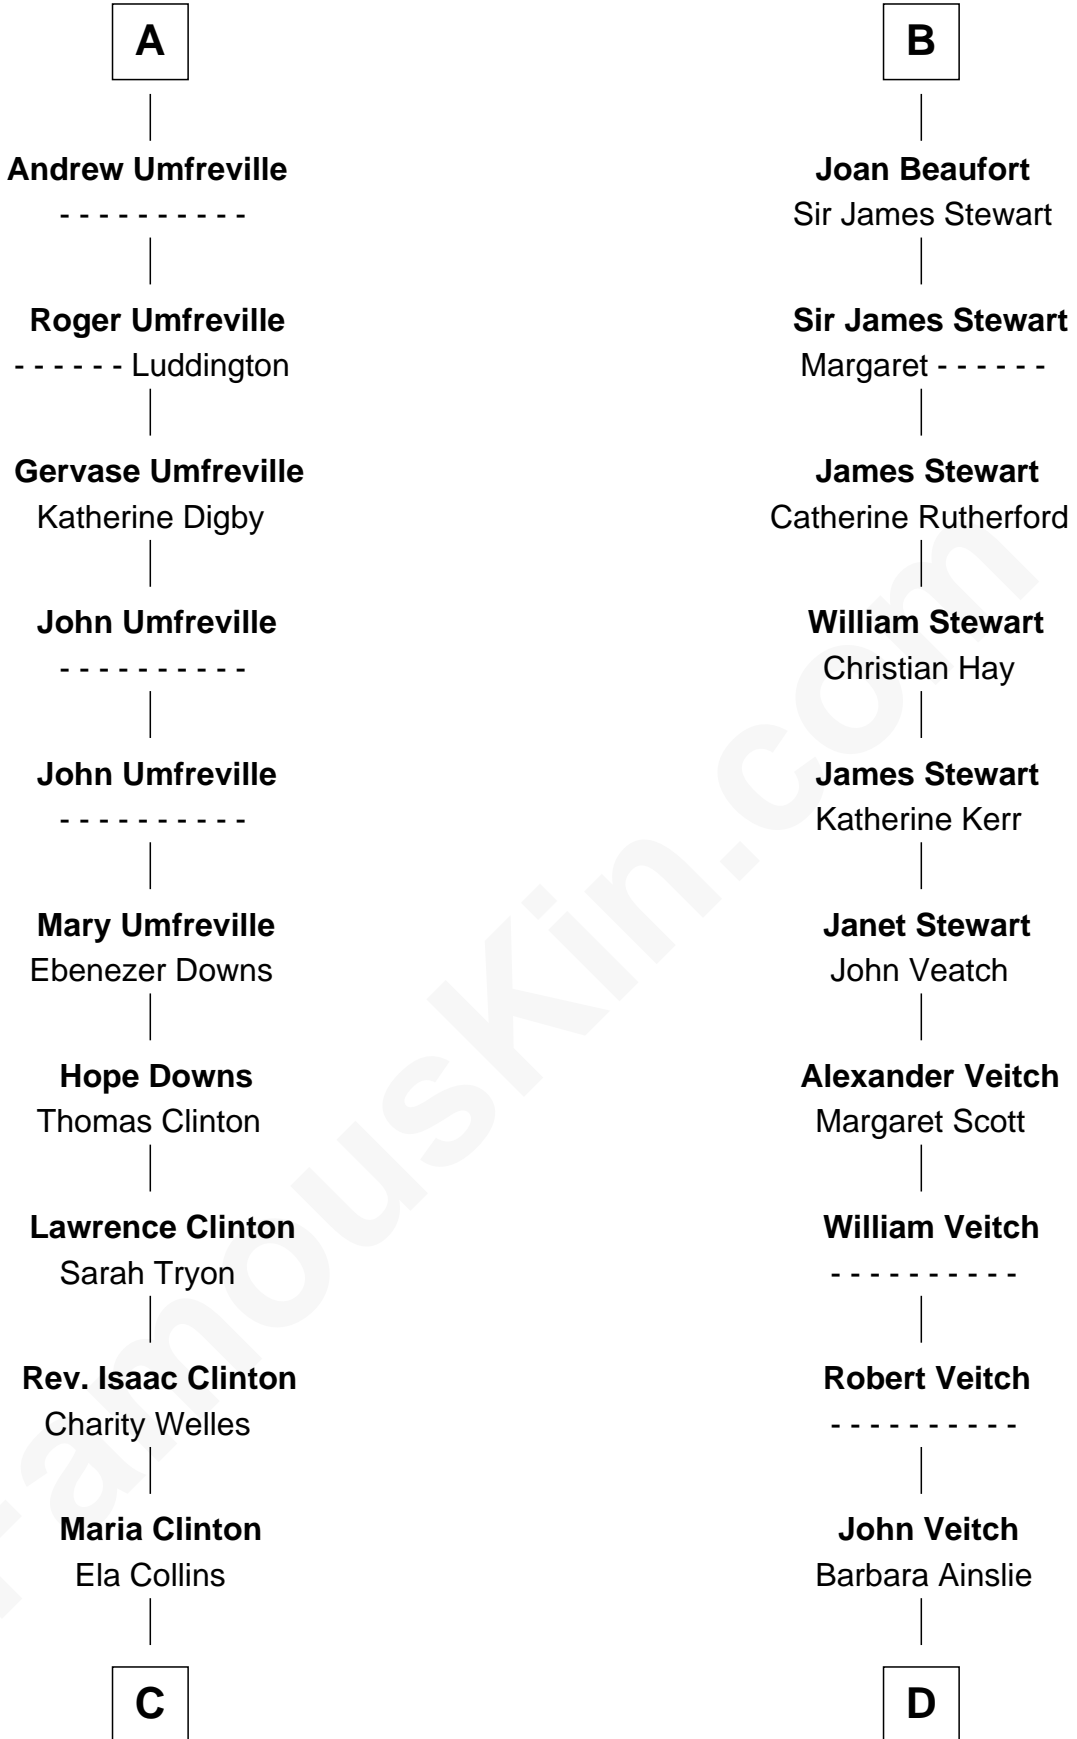 A
Andrew Umfreville
- - - - - - - - - -
Roger Umfreville
- - - - - - Luddington
Gervase Umfreville
Katherine Digby
John Umfreville
- - - - - - - - - -
John Umfreville
- - - - - - - - - -
Mary Umfreville
Ebenezer Downs
Hope Downs
Thomas Clinton
Lawrence Clinton
Sarah Tryon
Rev. Isaac Clinton
Charity Welles
Maria Clinton
Ela Collins
C
B
Joan Beaufort
Sir James Stewart
Sir James Stewart
Margaret - - - - - -
James Stewart
Catherine Rutherford
William Stewart
Christian Hay
James Stewart
Katherine Kerr
Janet Stewart
John Veatch
Alexander Veitch
Margaret Scott
William Veitch
- - - - - - - - - -
Robert Veitch
- - - - - - - - - -
John Veitch
Barbara Ainslie
D
FamousKin.com